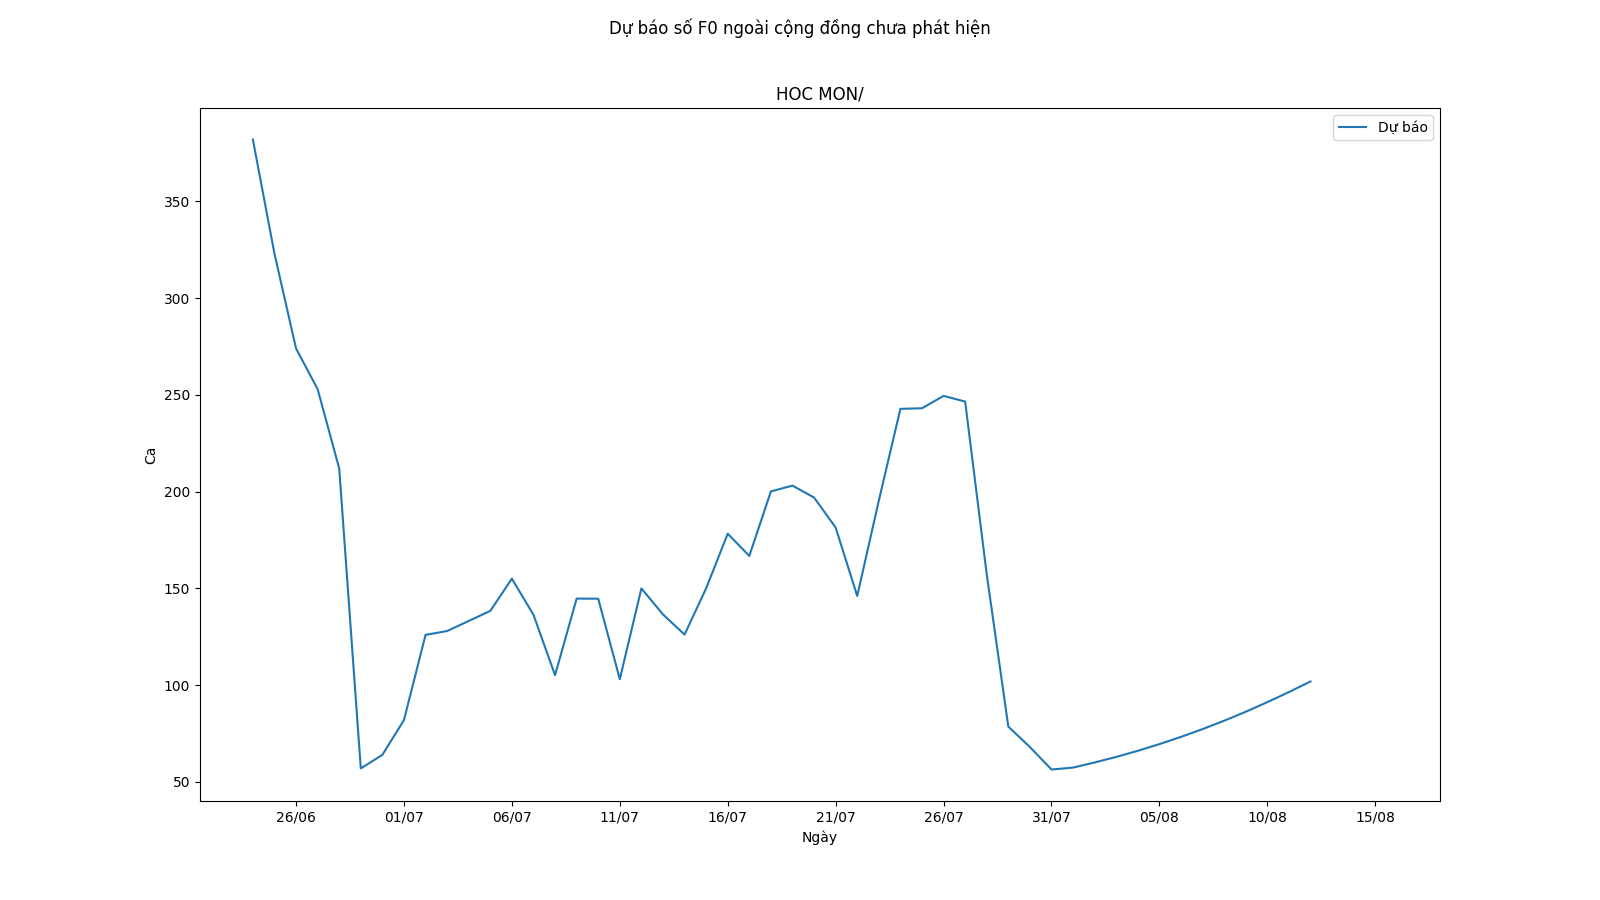 Dự báo số F0 ngoài cộng đồng chưa phát hiện
HOC MON/
Dự báo
350
300
250
200
150
100
50
Ca
26/06 01/07 06/07 11/07 16/07 21/07 26/07 31/07 05/08 10/08 15/08
Ngày